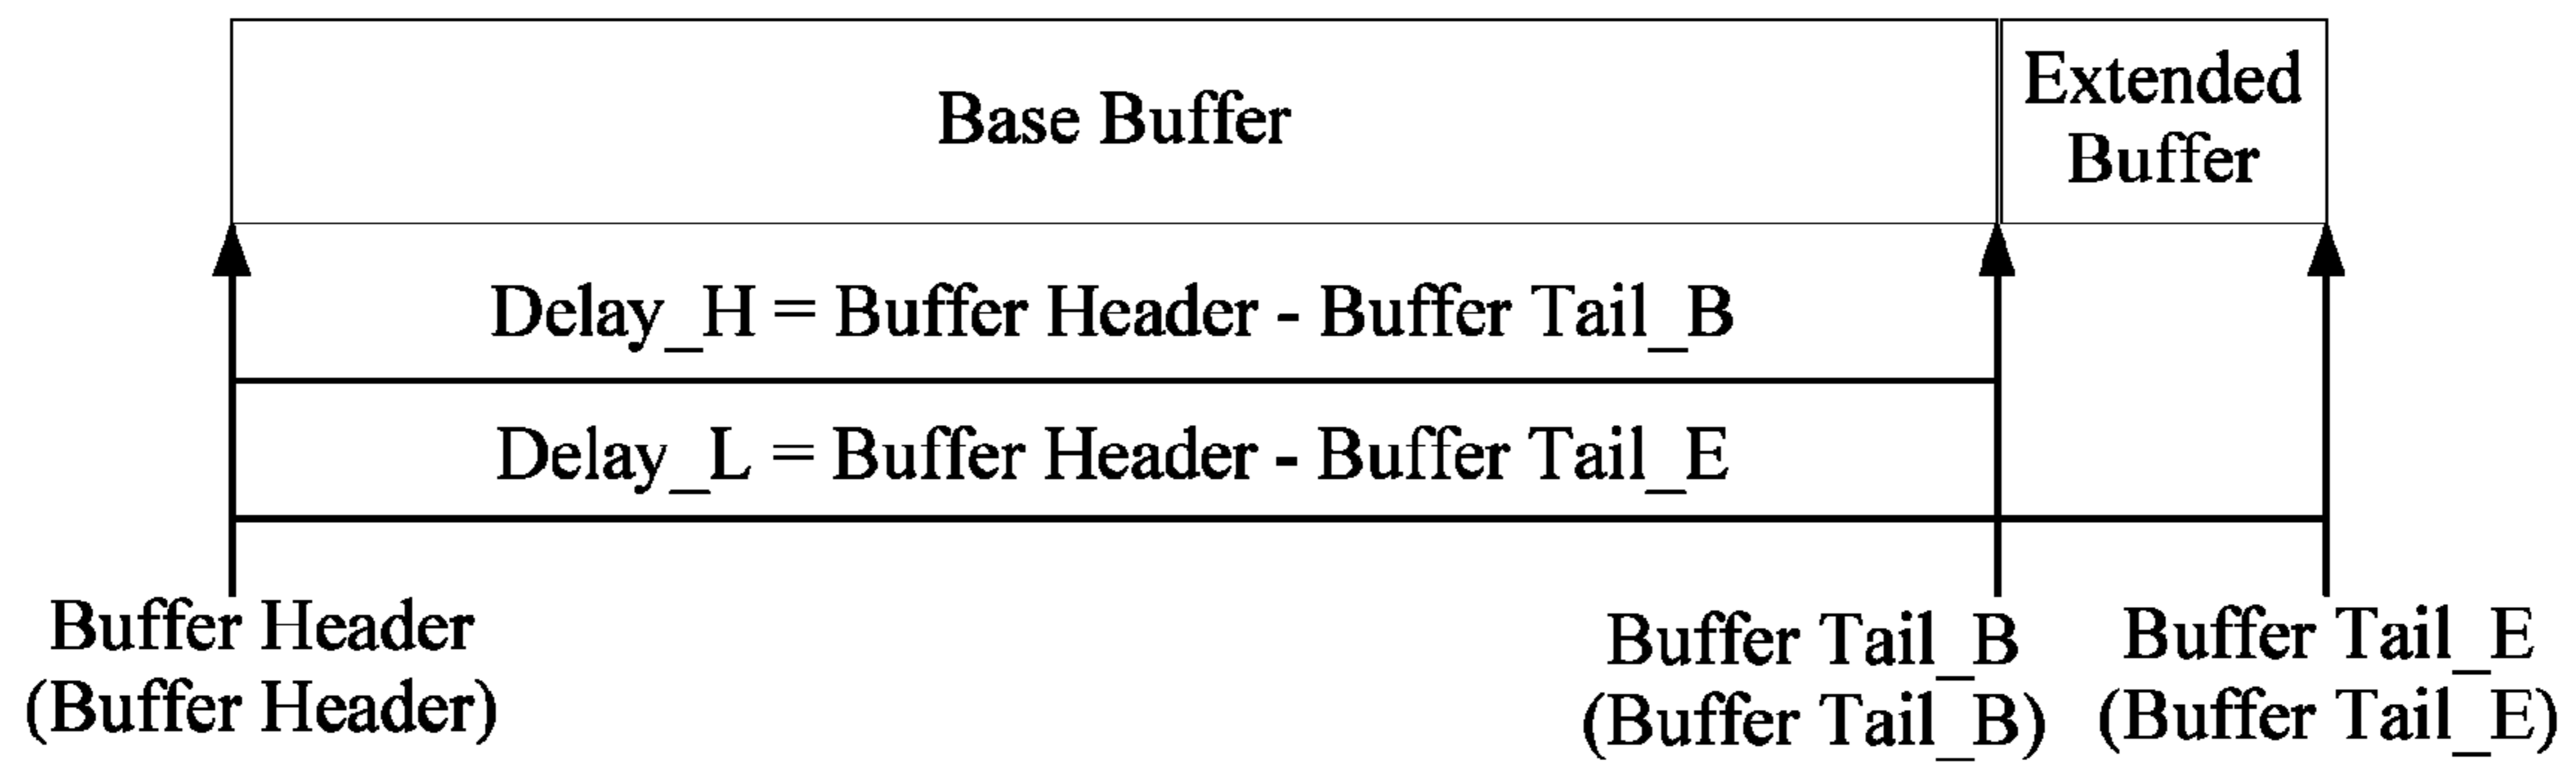 Base Buffer
Extended
Buffer
Delay_H = Buffer Header - Buffer Tail_B
Delay_L = Buffer Header - Buffer Tail_E
Buffer Header
(Buffer Header)
Buffer Tail_B
(Buffer Tail_B)
Buffer Tail_E
(Buffer Tail_E)